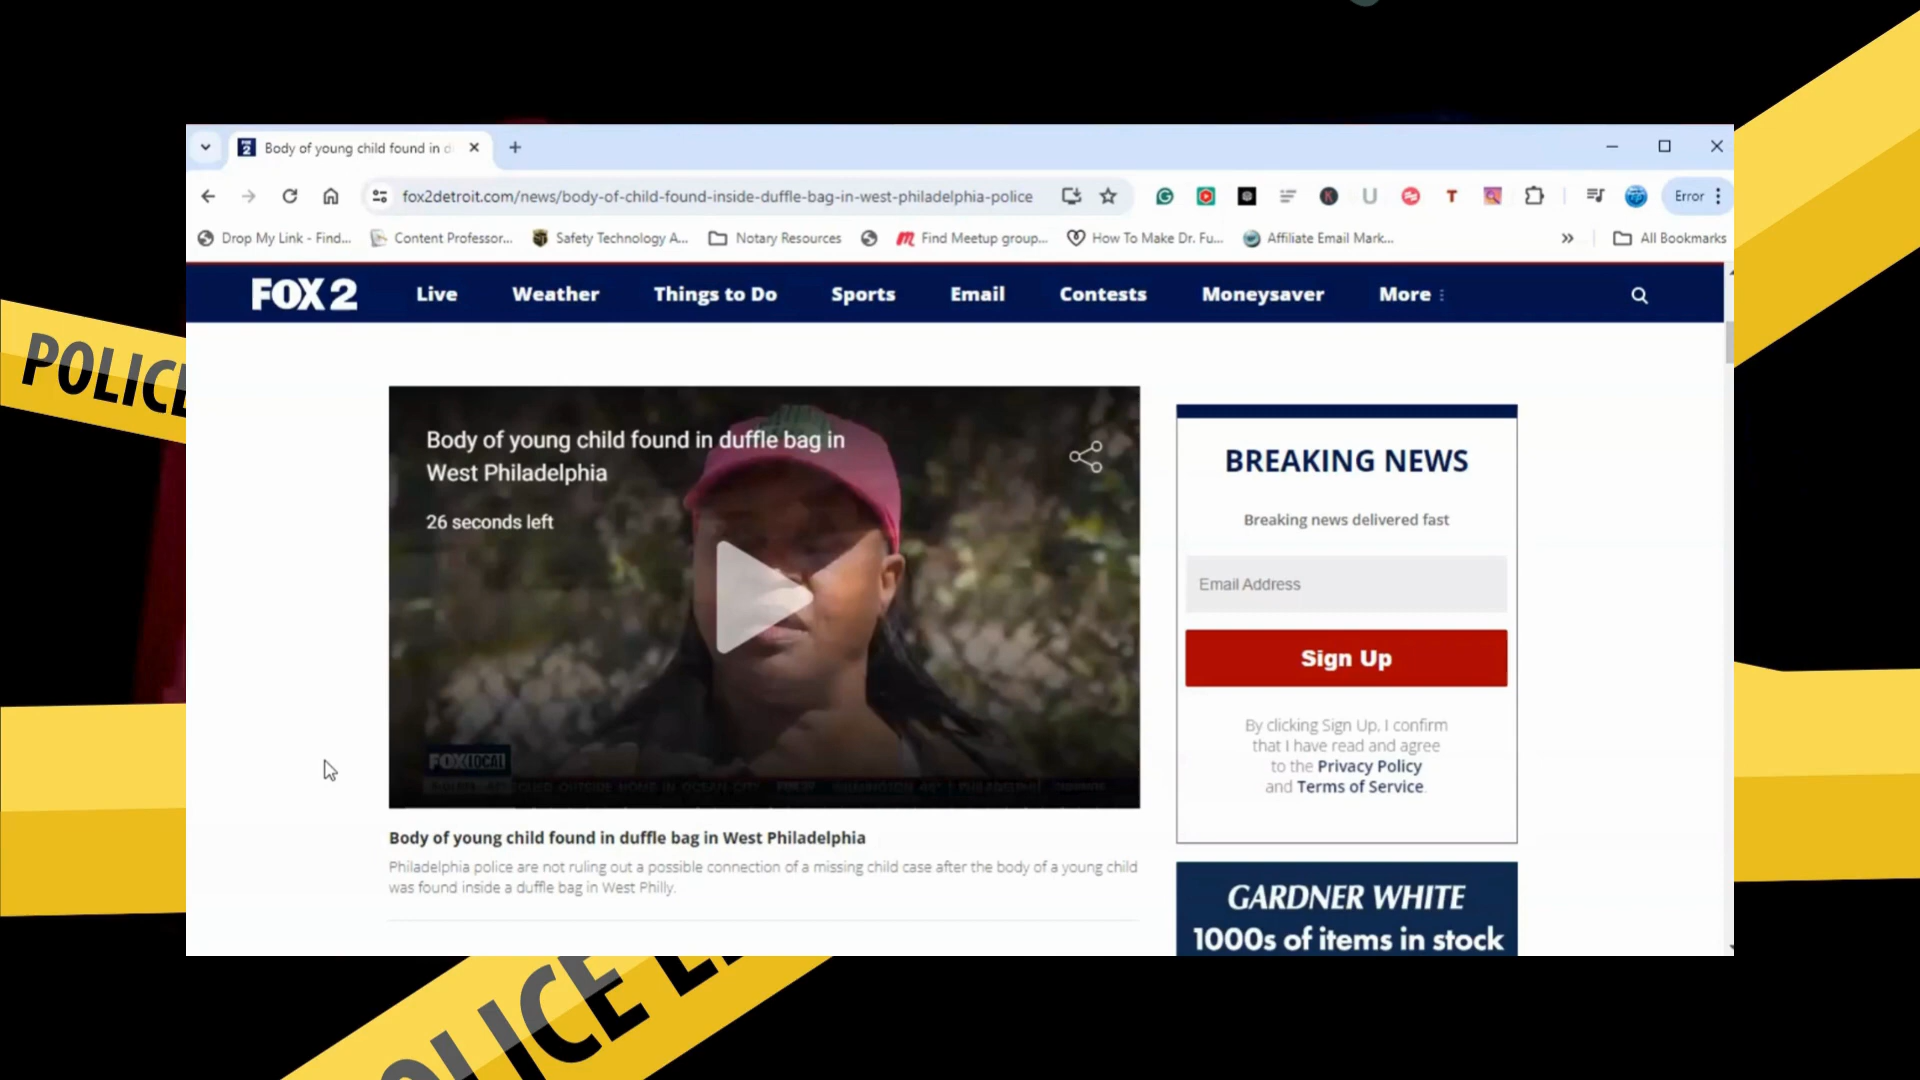 Body of young child found in d
fox2detroit.com/news/body-of-child-found-inside-duffle-bag-in-west-philadelphia-police
Error
Drop My Link - Find...
Content Professor...
Safety Technology A...
Notary Resources
Find Meetup group...
How To Make Dr. Fu...
Affiliate Email Mark...
All Bookmarks
FOX 2
Live
Weather
Things to Do
Sports
Email
Contests
Moneysaver
More
POLICE
Body of young child found in duffle bag in
West Philadelphia
26 seconds left
FOX LOCAL
BREAKING NEWS
Breaking news delivered fast
Email Address
Sign Up
By clicking Sign Up, I confirm
that I have read and agree
to the Privacy Policy
and Terms of Service.
Body of young child found in duffle bag in West Philadelphia
Philadelphia police are not ruling out a possible connection of a missing child case after the body of a young child
was found inside a duffle bag in West Philly.
GARDNER WHITE
1000s of items in stock
OLICE L